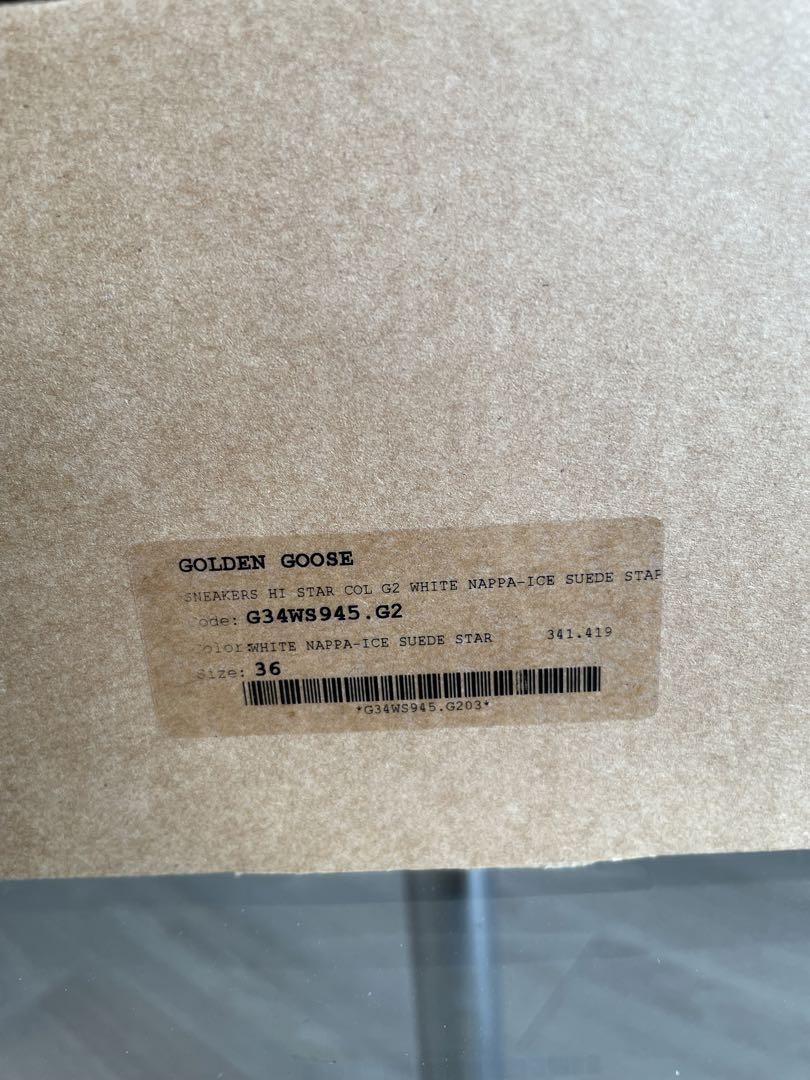 GOLDEN GOOSE
SNEAKERS HI STAR COL G2 WHITE NAPPA-ICE SUEDE STAR
Code: G34WS945.G2
Color:WHITE NAPPA-ICE SUEDE STAR 341.419
Size: 36
*G34WS945.G203*